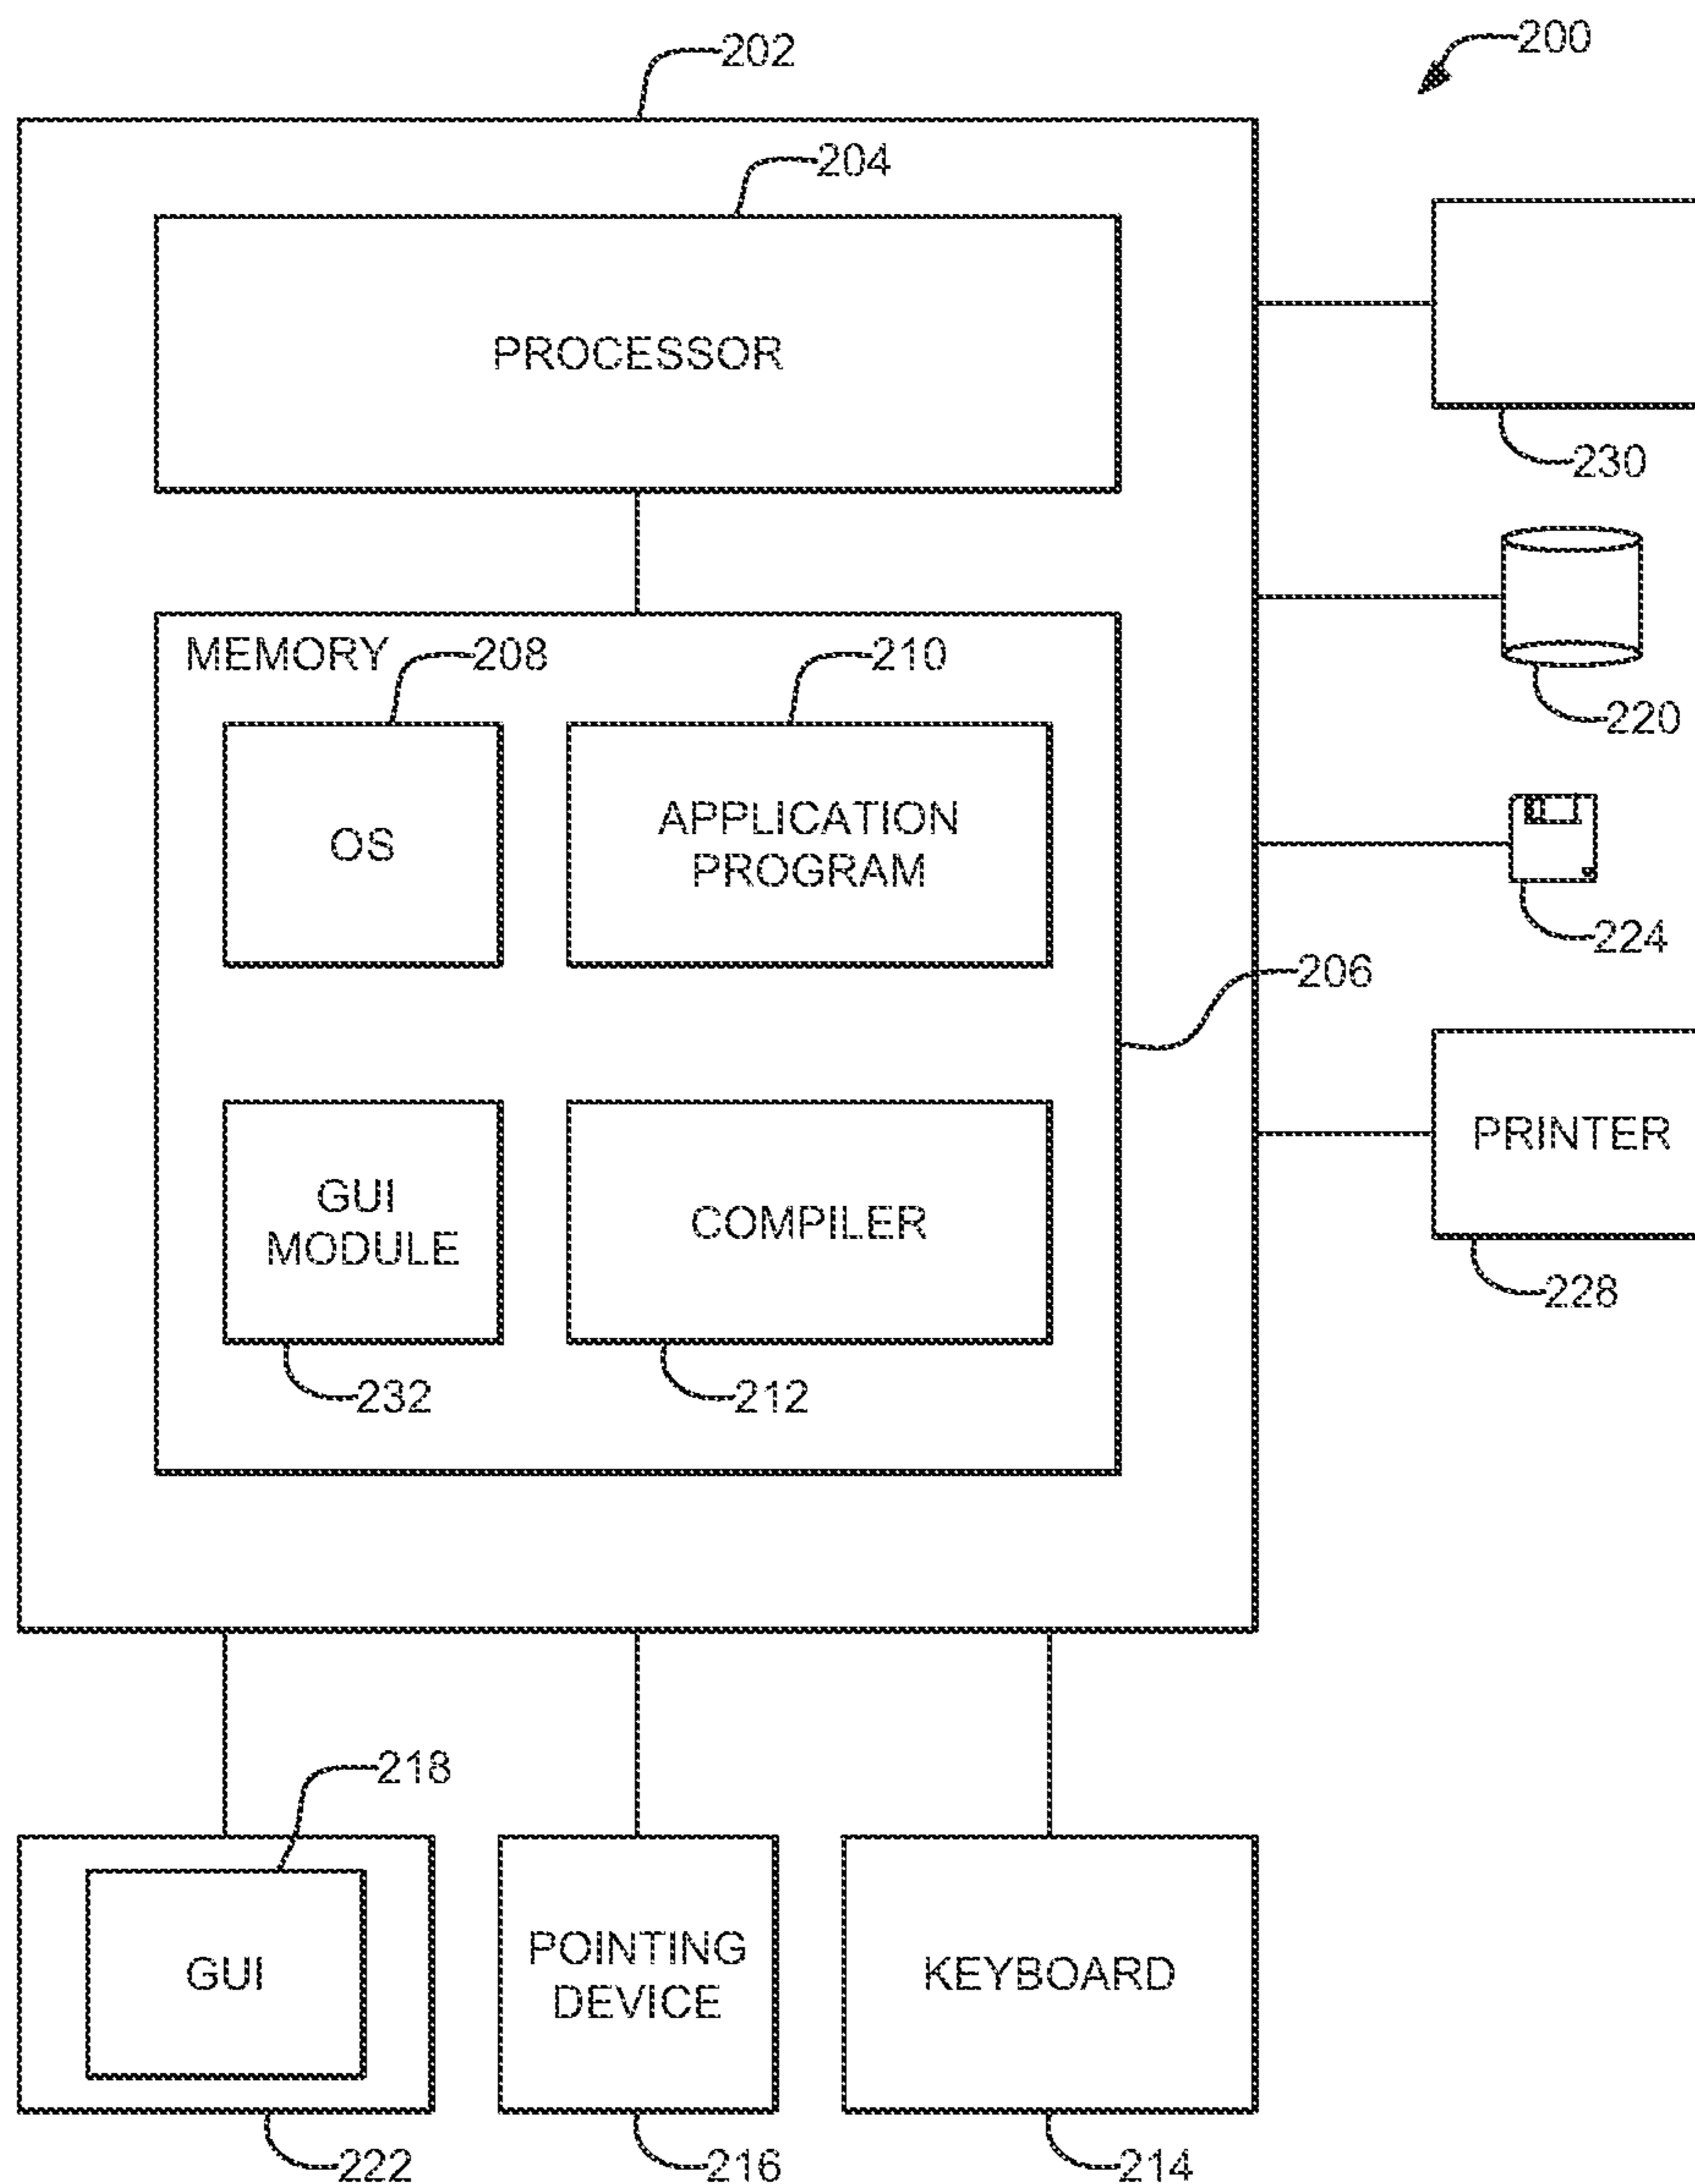 200
202
204
PROCESSOR
230
MEMORY
208
210
220
OS
APPLICATION
PROGRAM
224
206
GUI
MODULE
COMPILER
PRINTER
228
232
212
218
GUI
POINTING
DEVICE
KEYBOARD
222
216
214